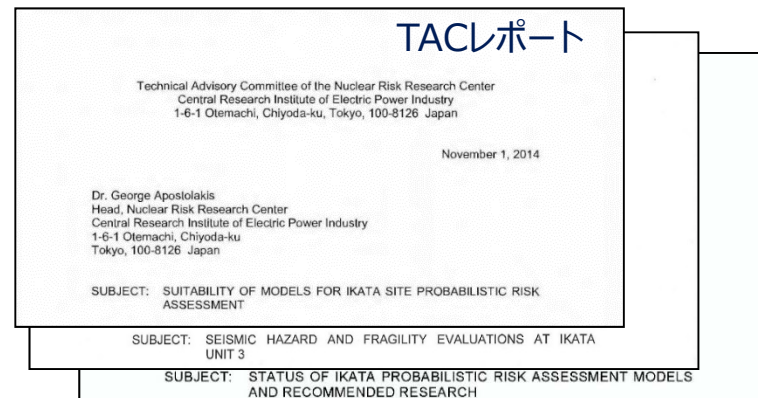 TACレポート
Technical Advisory Committee of the Nuclear Risk Research Center
Central Research Institute of Electric Power Industry
1-6-1 Otemachi, Chiyoda-ku, Tokyo, 100-8126 Japan
November 1, 2014
Dr. George Apostolakis
Head, Nuclear Risk Research Center
Central Research Institute of Electric Power Industry
1-6-1 Otemachi, Chiyoda-ku
Tokyo, 100-8126 Japan
SUBJECT: SUITABILITY OF MODELS FOR IKATA SITE PROBABILISTIC RISK
ASSESSMENT
SUBJECT: SEISMIC HAZARD AND FRAGILITY EVALUATIONS AT IKATA
UNIT 3
SUBJECT: STATUS OF IKATA PROBABILISTIC RISK ASSESSMENT MODELS
AND RECOMMENDED RESEARCH